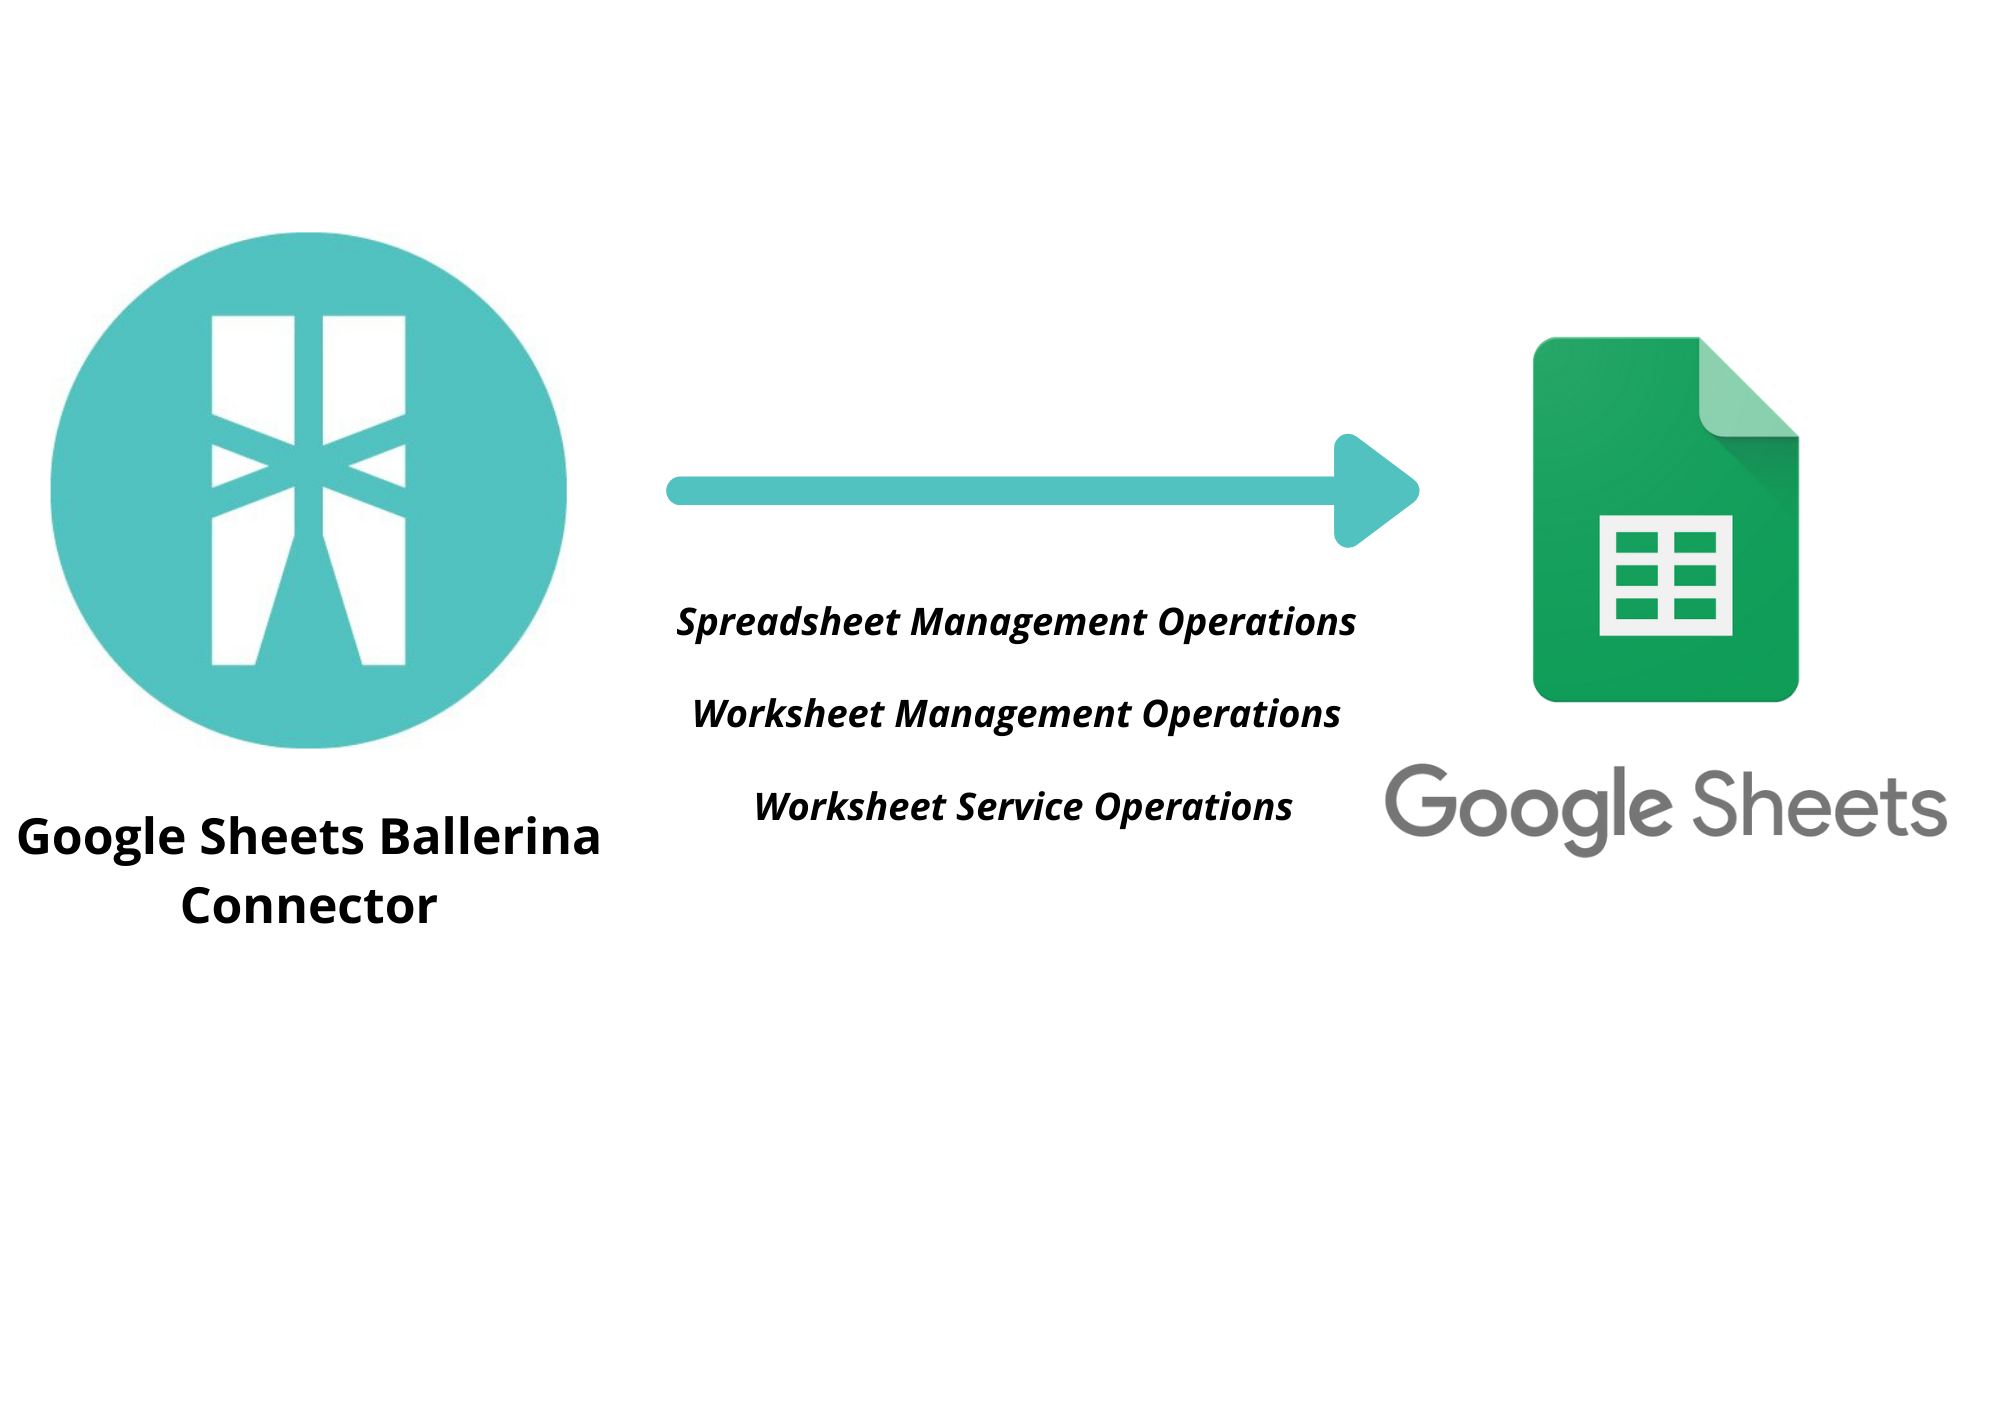 Spreadsheet Management Operations
Worksheet Management Operations
Worksheet Service Operations
Google Sheets Ballerina
Connector
Google Sheets